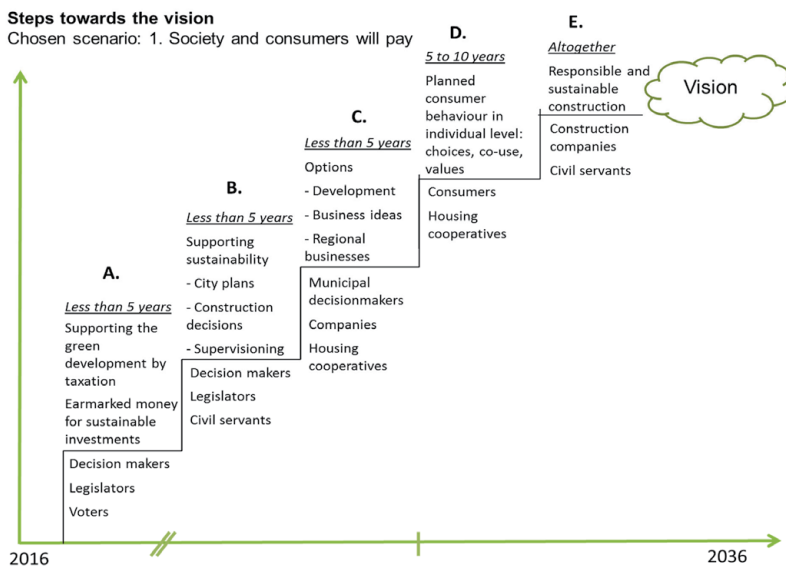 Steps towards the vision
Chosen scenario: 1. Society and consumers will pay
A.
Less than 5 years
Supporting the
green
development by
taxation
Earmarked money
for sustainable
investments
Decision makers
Legislators
Voters
B.
Less than 5 years
Supporting
sustainability
- City plans
- Construction
decisions
- Supervisioning
Decision makers
Legislators
Civil servants
C.
Less than 5 years
Options
- Development
- Business ideas
- Regional
businesses
Municipal
decisionmakers
Companies
Housing
cooperatives
D.
5 to 10 years
Planned
consumer
behaviour in
individual level:
choices, co-use,
values
Consumers
Housing
cooperatives
E.
Altogether
Responsible and
sustainable
construction
Construction
companies
Civil servants
Vision
2016
2036